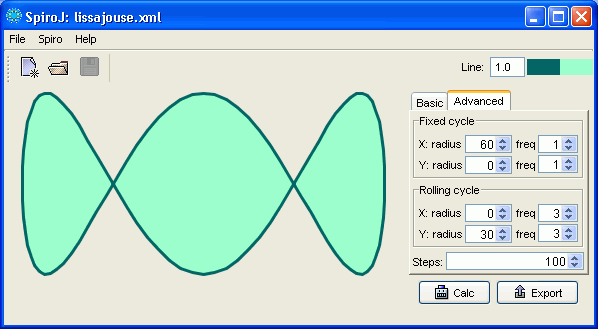 SpiroJ: lissajouse.xml
File Spiro Help
Line: 1.0
Basic Advanced
Fixed cycle
X: radius 60 freq 1
Y: radius 0 freq 1
Rolling cycle
X: radius 0 freq 3
Y: radius 30 freq 3
Steps: 100
Calc Export